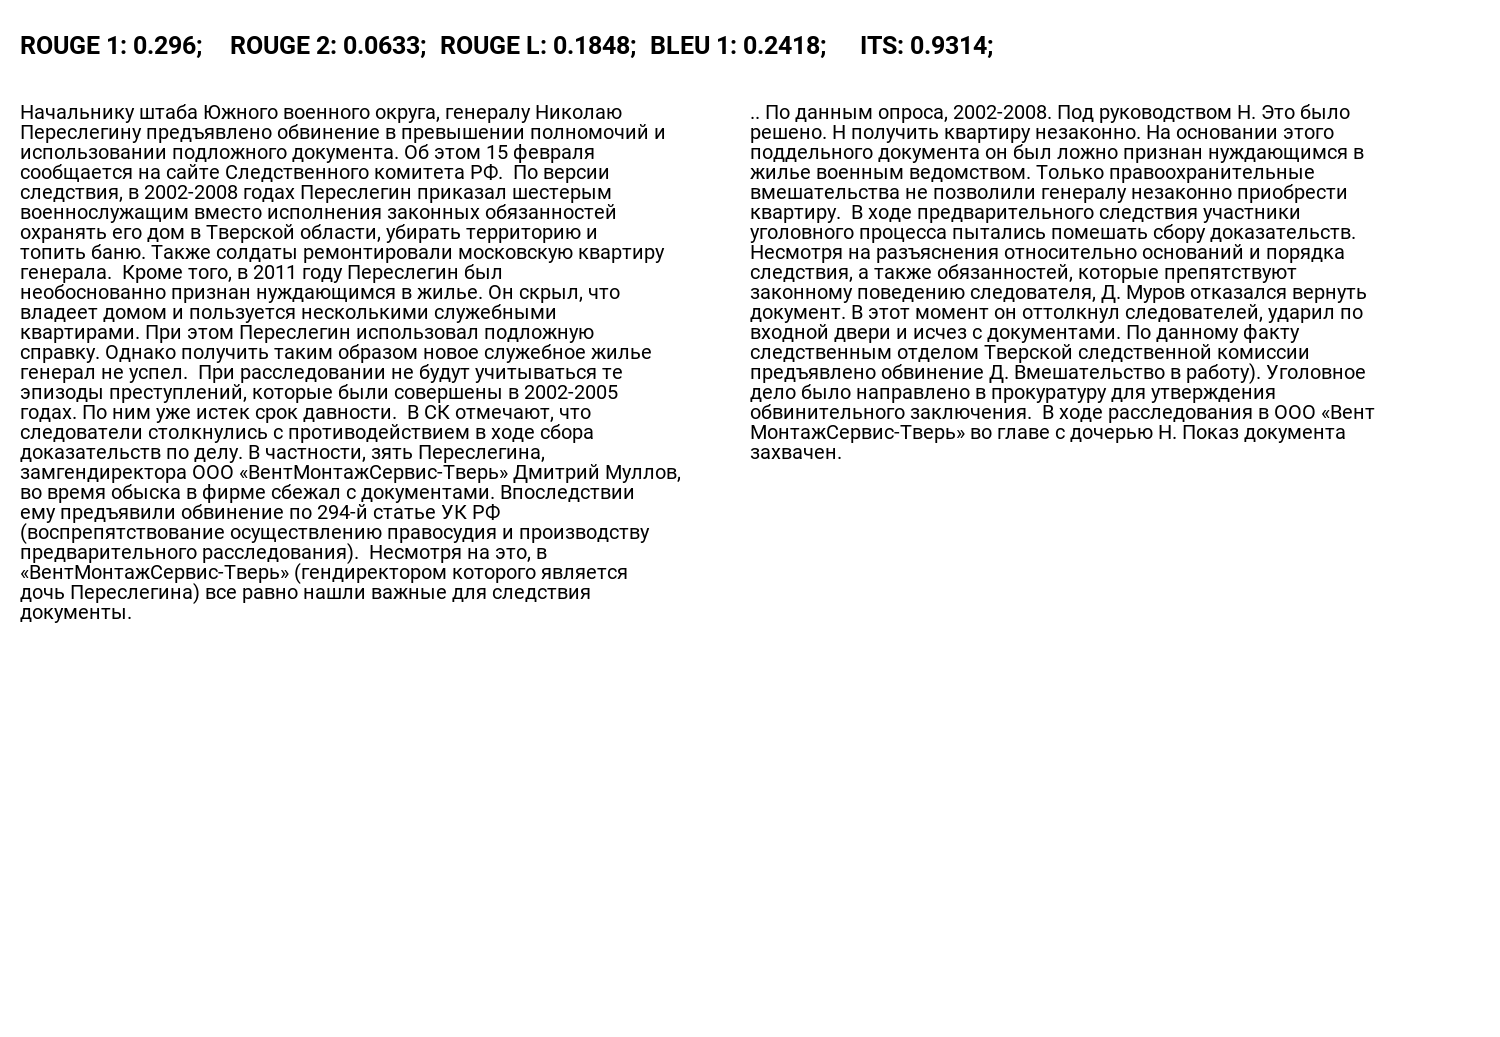 ROUGE 1: 0.296; ROUGE 2: 0.0633; ROUGE L: 0.1848; BLEU 1: 0.2418; ITS: 0.9314;
Начальнику штаба Южного военного округа, генералу Николаю
Переслегину предъявлено обвинение в превышении полномочий и
использовании подложного документа. Об этом 15 февраля
сообщается на сайте Следственного комитета РФ.  По версии
следствия, в 2002-2008 годах Переслегин приказал шестерым
военнослужащим вместо исполнения законных обязанностей
охранять его дом в Тверской области, убирать территорию и
топить баню. Также солдаты ремонтировали московскую квартиру
генерала.  Кроме того, в 2011 году Переслегин был
необоснованно признан нуждающимся в жилье. Он скрыл, что
владеет домом и пользуется несколькими служебными
квартирами. При этом Переслегин использовал подложную
справку. Однако получить таким образом новое служебное жилье
генерал не успел.  При расследовании не будут учитываться те
эпизоды преступлений, которые были совершены в 2002-2005
годах. По ним уже истек срок давности.  В СК отмечают, что
следователи столкнулись с противодействием в ходе сбора
доказательств по делу. В частности, зять Переслегина,
замгендиректора ООО «ВентМонтажСервис-Тверь» Дмитрий Муллов,
во время обыска в фирме сбежал с документами. Впоследствии
ему предъявили обвинение по 294-й статье УК РФ
(воспрепятствование осуществлению правосудия и производству
предварительного расследования).  Несмотря на это, в
«ВентМонтажСервис-Тверь» (гендиректором которого является
дочь Переслегина) все равно нашли важные для следствия
документы.
.. По данным опроса, 2002-2008. Под руководством Н. Это было
решено. Н получить квартиру незаконно. На основании этого
поддельного документа он был ложно признан нуждающимся в
жилье военным ведомством. Только правоохранительные
вмешательства не позволили генералу незаконно приобрести
квартиру.  В ходе предварительного следствия участники
уголовного процесса пытались помешать сбору доказательств.
Несмотря на разъяснения относительно оснований и порядка
следствия, а также обязанностей, которые препятствуют
законному поведению следователя, Д. Муров отказался вернуть
документ. В этот момент он оттолкнул следователей, ударил по
входной двери и исчез с документами. По данному факту
следственным отделом Тверской следственной комиссии
предъявлено обвинение Д. Вмешательство в работу). Уголовное
дело было направлено в прокуратуру для утверждения
обвинительного заключения.  В ходе расследования в ООО «Вент
МонтажСервис-Тверь» во главе с дочерью Н. Показ документа
захвачен.